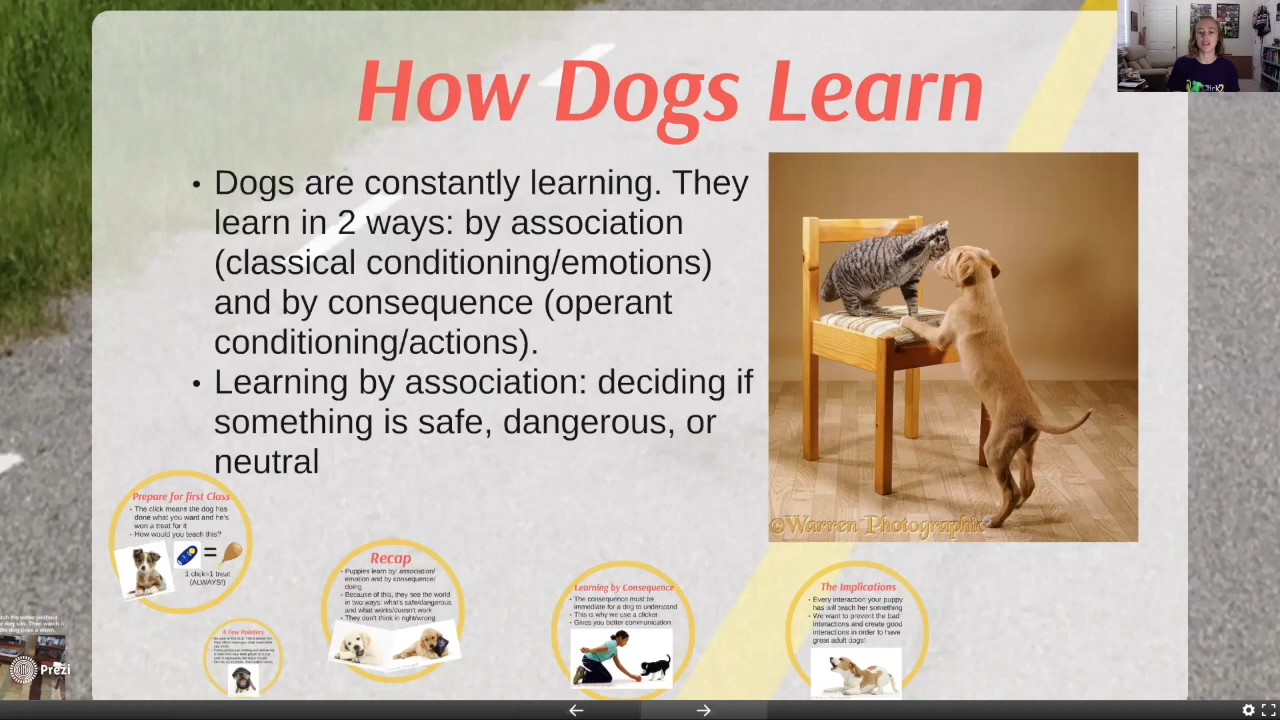 How Dogs Learn
• Dogs are constantly learning. They
learn in 2 ways: by association
(classical conditioning/emotions)
and by consequence (operant
conditioning/actions).
• Learning by association: deciding if
something is safe, dangerous, or
neutral
©Warren Photographic
Prepare for first Class
• The click means the dog has
done what you want and he's
won a treat for it
• How would you teach this?
=
1 click=1 treat
(ALWAYS!)
Recap
• Puppies learn by: association/
emotion and by consequence/
doing
• Because of this, they see the world
in two ways: what's safe/dangerous
and what works/doesn't work
• They don't think in right/wrong
Learning by Consequence
• The consequence must be
immediate for a dog to understand
• This is why we use a clicker
• Gives you better communication
The Implications
• Every interaction your puppy
has will teach her something
• We want to prevent the bad
interactions and create good
interactions in order to have
great adult dogs!
A Few Pointers
Prezi